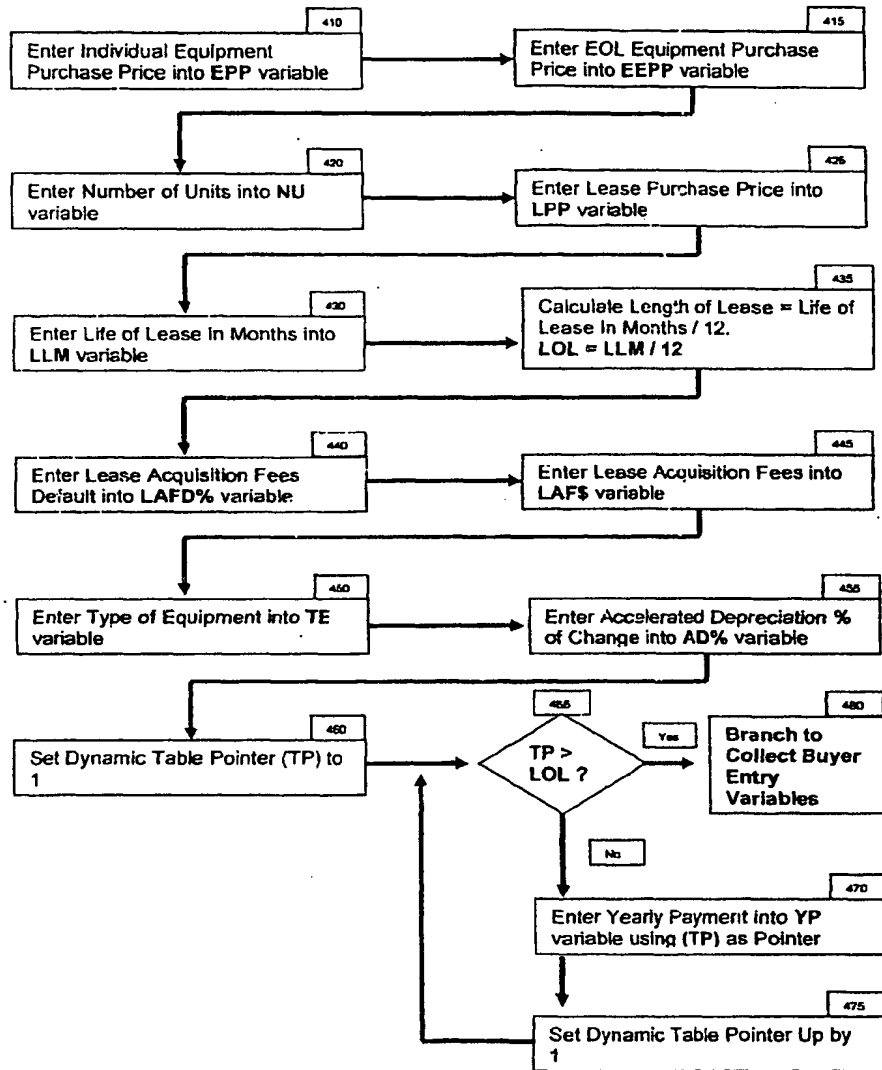 410
Enter Individual Equipment
Purchase Price into EPP variable
415
Enter EOL Equipment Purchase
Price into EEPP variable
420
Enter Number of Units into NU
variable
425
Enter Lease Purchase Price into
LPP variable
430
Enter Life of Lease In Months into
LLM variable
435
Calculate Length of Lease = Life of
Lease In Months / 12.
LOL = LLM / 12
440
Enter Lease Acquisition Fees
Default into LAFD% variable
445
Enter Lease Acquisition Fees into
LAF$ variable
450
Enter Type of Equipment into TE
variable
455
Enter Accelerated Depreciation %
of Change into AD% variable
460
Set Dynamic Table Pointer (TP) to
1
465
TP >
LOL ?
Yes
480
Branch to
Collect Buyer
Entry
Variables
No
470
Enter Yearly Payment into YP
variable using (TP) as Pointer
475
Set Dynamic Table Pointer Up by
1